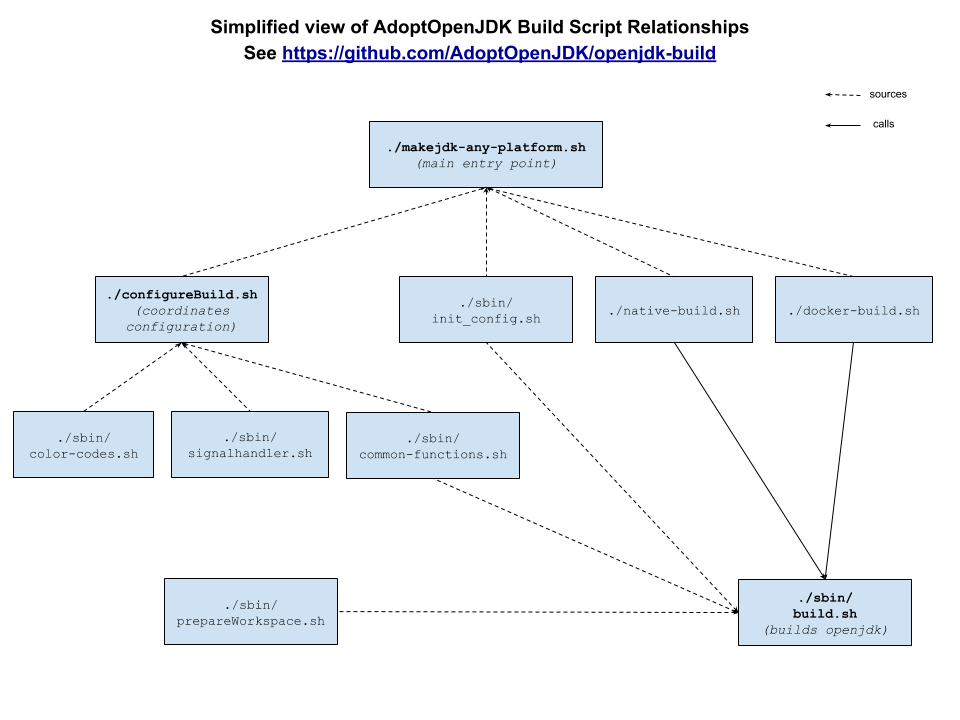 Simplified view of AdoptOpenJDK Build Script Relationships
See https://github.com/AdoptOpenJDK/openjdk-build
sources
calls
./makejdk-any-platform.sh
(main entry point)
./configureBuild.sh
(coordinates
configuration)
./sbin/
init_config.sh
./native-build.sh
./docker-build.sh
./sbin/
color-codes.sh
./sbin/
signalhandler.sh
./sbin/
common-functions.sh
./sbin/
prepareWorkspace.sh
./sbin/
build.sh
(builds openjdk)